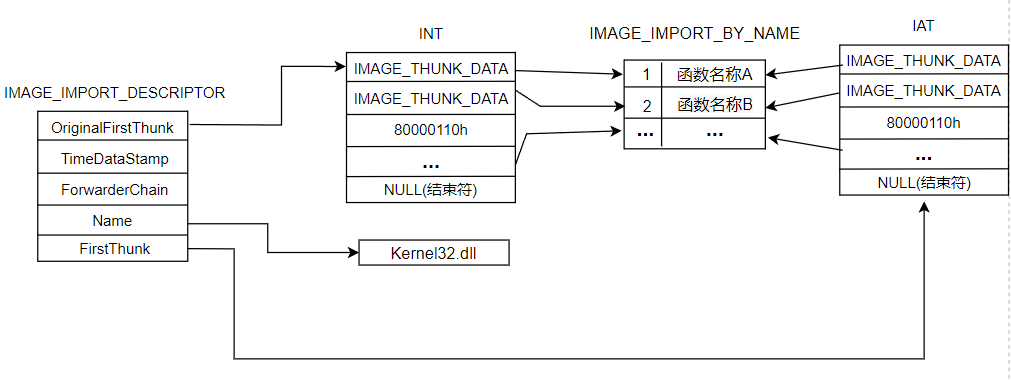 INT
IMAGE_IMPORT_BY_NAME
IAT
IMAGE_IMPORT_DESCRIPTOR
OriginalFirstThunk
TimeDataStamp
ForwarderChain
Name
FirstThunk
IMAGE_THUNK_DATA
IMAGE_THUNK_DATA
80000110h
...
NULL(结束符)
Kernel32.dll
1 函数名称A
2 函数名称B
... ...
IMAGE_THUNK_DATA
IMAGE_THUNK_DATA
80000110h
...
NULL(结束符)